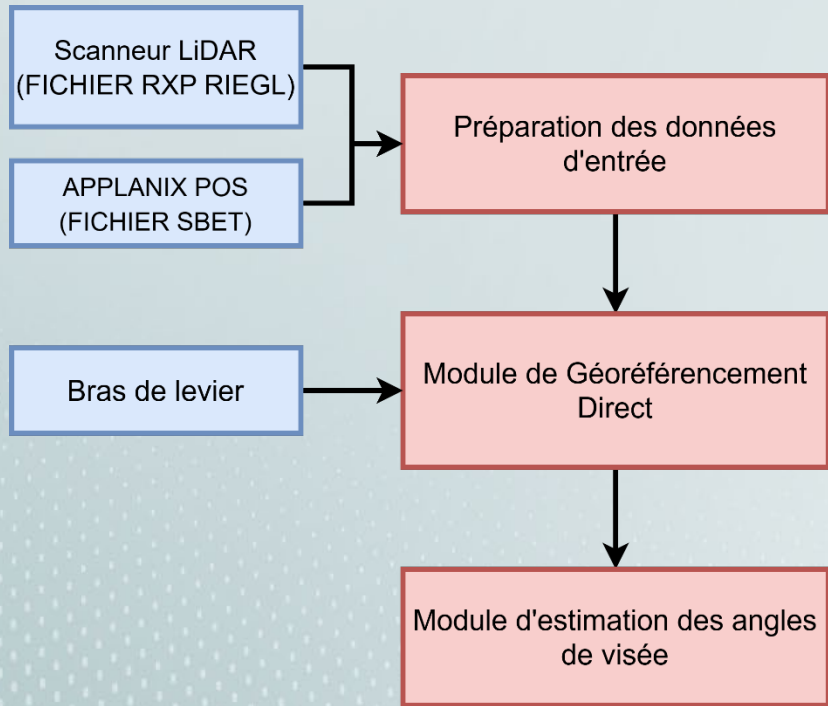 Scanneur LiDAR
(FICHIER RXP RIEGL)
Préparation des données
d'entrée
APPLANIX POS
(FICHIER SBET)
Bras de levier
Module de Géoréférencement
Direct
Module d'estimation des angles
de visée